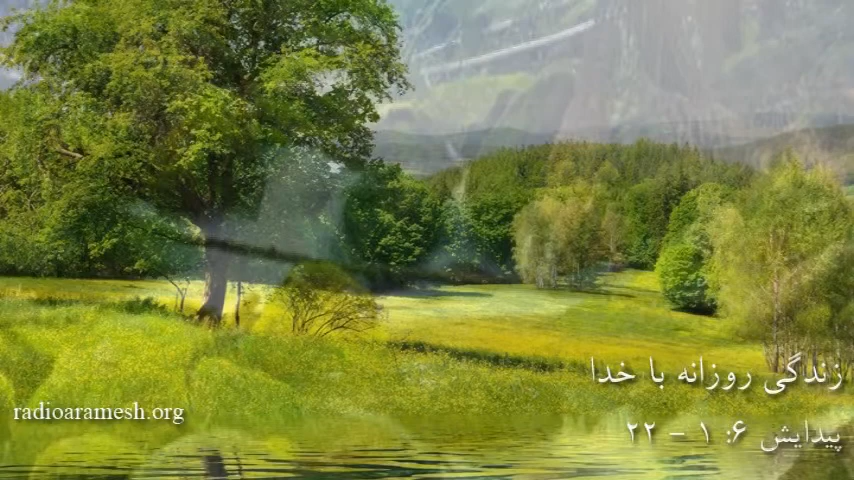 زندگی روزانه با خدا
radioaramesh.org
پیدایش ۶: ۱ - ۲۲